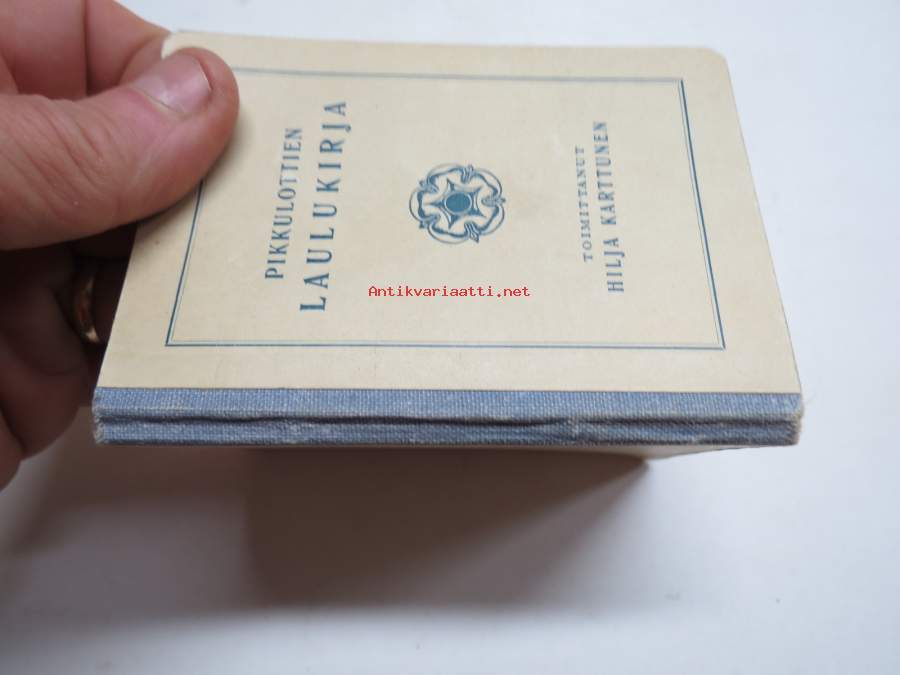 PIKKULOTTIEN
LAULUKIRJA
TOIMITTANUT
HILJA KARTTUNEN
Antikvariaatti.net